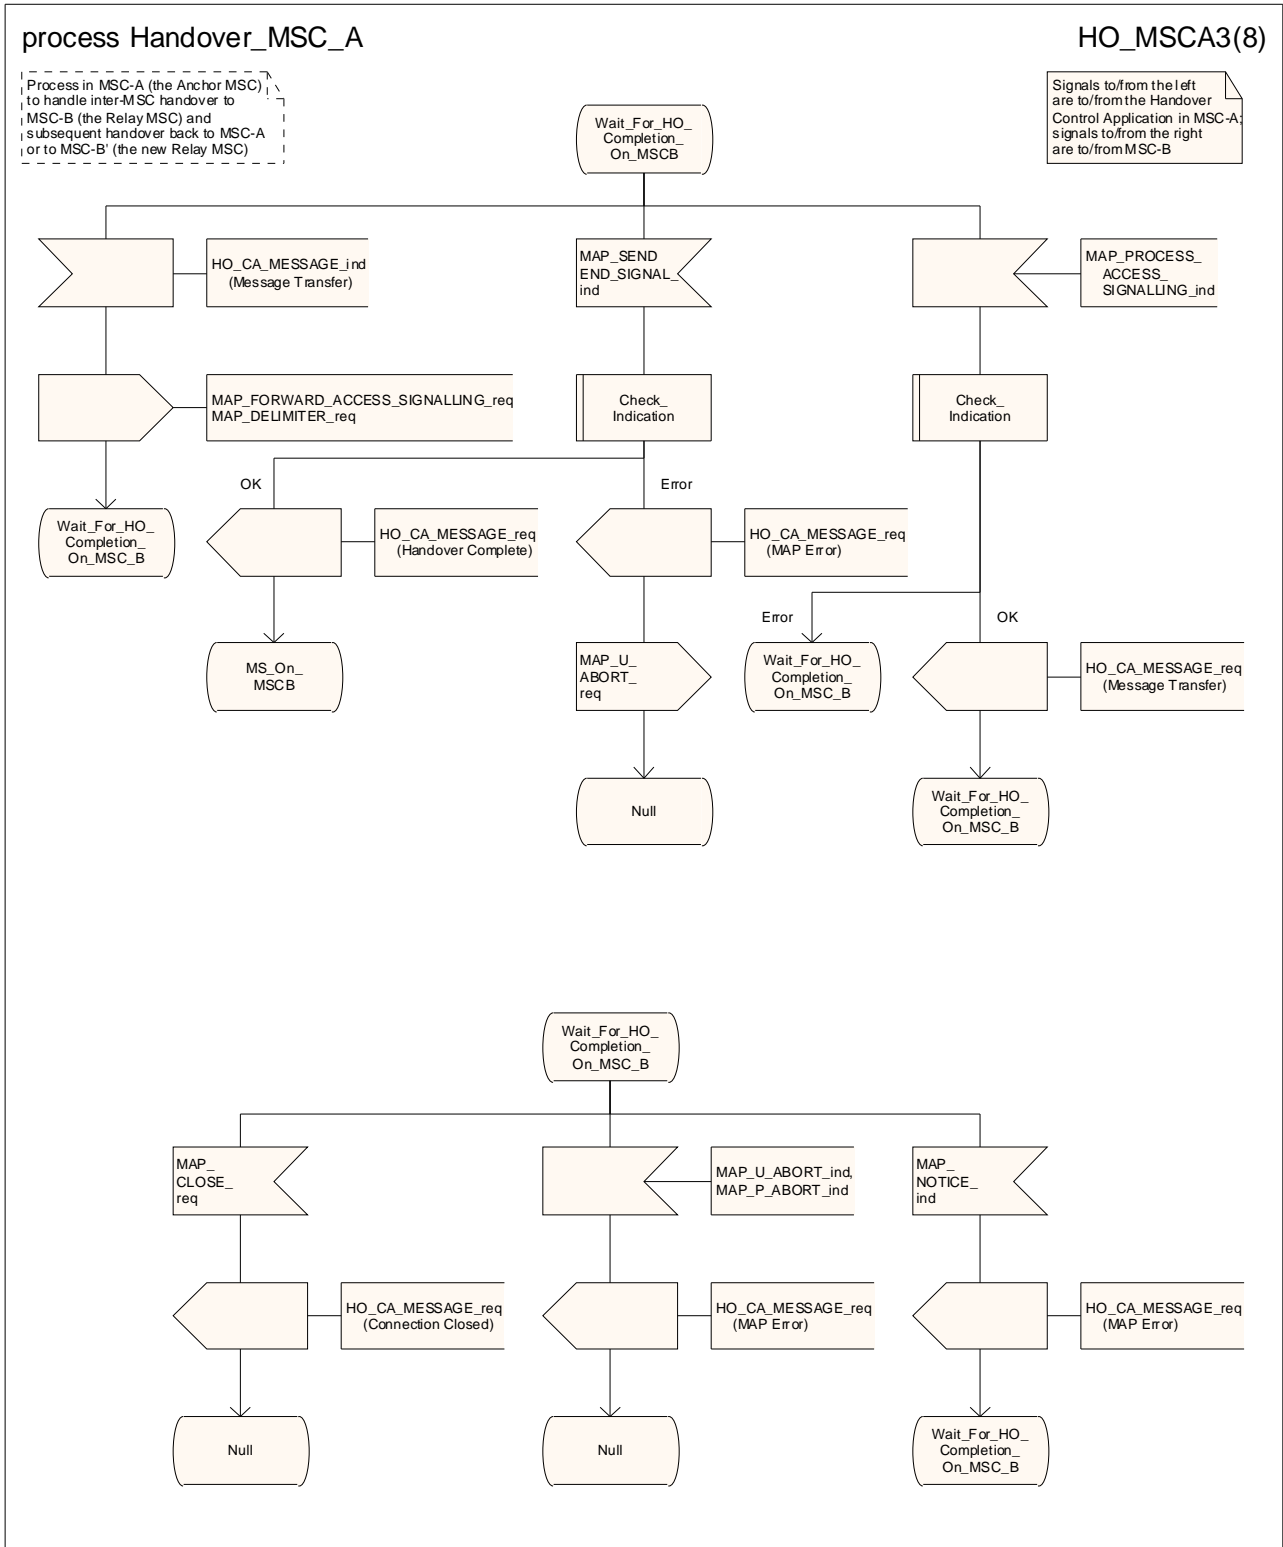 process Handover_MSC_A
HO_MSCA3(8)
Process in MSC-A (the Anchor MSC)
to handle inter-MSC handover to
MSC-B (the Relay MSC) and
subsequent handover back to MSC-A
or to MSC-B' (the new Relay MSC)
Signals to/from the left
are to/from the Handover
Control Application in MSC-A;
signals to/from the right
are to/from MSC-B
Wait_For_HO_
Completion_
On_MSCB
HO_CA_MESSAGE_ind
(Message Transfer)
MAP_SEND
END_SIGNAL_
ind
MAP_PROCESS_
ACCESS_
SIGNALLING_ind
MAP_FORWARD_ACCESS_SIGNALLING_req
MAP_DELIMITER_req
Check_
Indication
Check_
Indication
OK
Error
Wait_For_HO_
Completion_
On_MSC_B
HO_CA_MESSAGE_req
(Handover Complete)
HO_CA_MESSAGE_req
(MAP Error)
Error
OK
MS_On_
MSCB
MAP_U_
ABORT_
req
Wait_For_HO_
Completion_
On_MSC_B
HO_CA_MESSAGE_req
(Message Transfer)
Null
Wait_For_HO_
Completion_
On_MSC_B
Wait_For_HO_
Completion_
On_MSC_B
MAP_
CLOSE_
req
MAP_U_ABORT_ind,
MAP_P_ABORT_ind
MAP_
NOTICE_
ind
HO_CA_MESSAGE_req
(Connection Closed)
HO_CA_MESSAGE_req
(MAP Error)
HO_CA_MESSAGE_req
(MAP Error)
Null
Null
Wait_For_HO_
Completion_
On_MSC_B